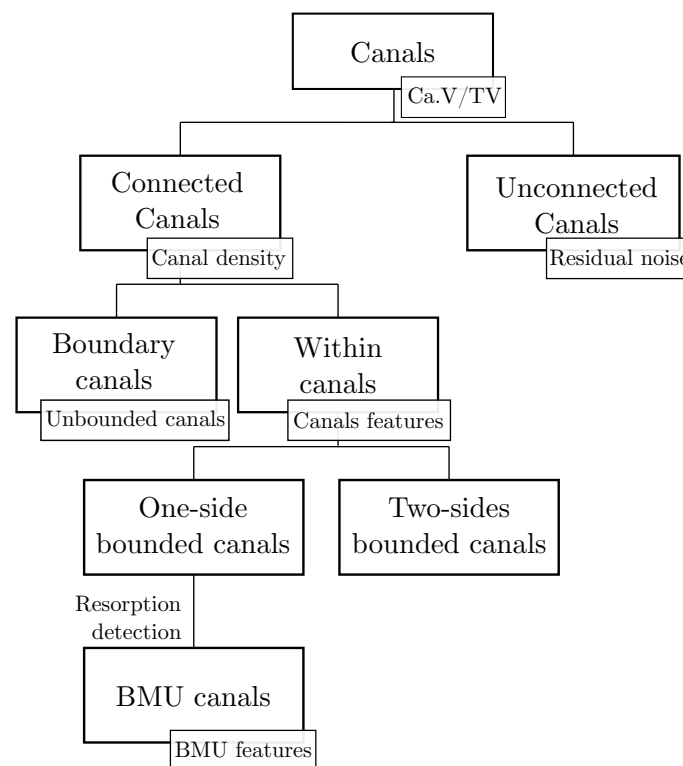 Canals
Ca.V/TV
Connected
Canals
Canal density
Unconnected
Canals
Residual noise
Boundary
canals
Unbounded canals
Within
canals
Canals features
One-side
bounded canals
Two-sides
bounded canals
Resorption
detection
BMU canals
BMU features